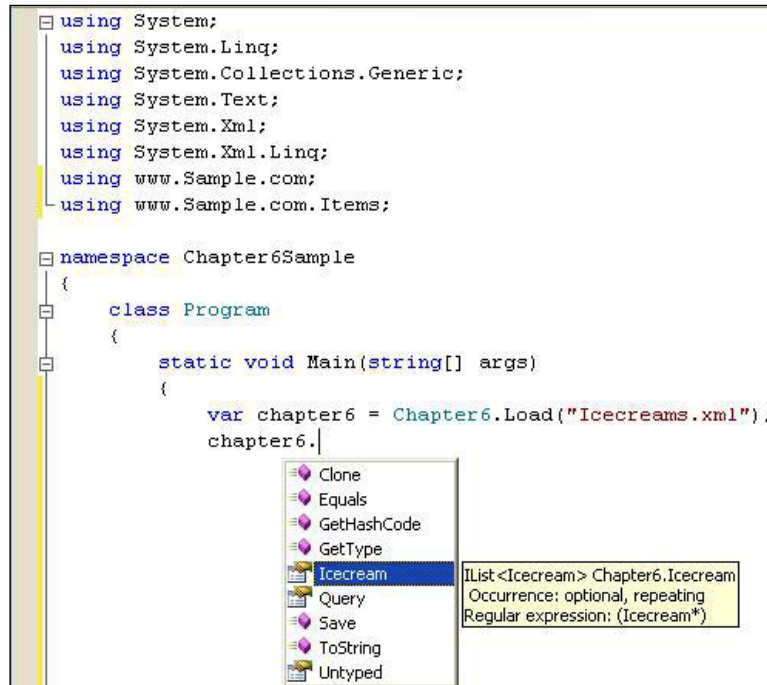 using System;
using System.Linq;
using System.Collections.Generic;
using System.Text;
using System.Xml;
using System.Xml.Linq;
using www.Sample.com;
using www.Sample.com.Items;
namespace Chapter6Sample
{
class Program
{
static void Main(string[] args)
{
var chapter6 = Chapter6.Load("Icecreams.xml");
chapter6.
Clone
Equals
GetHashCode
GetType
Icecream
Query
Save
ToString
Untyped
IList<Icecream> Chapter6.Icecream
Occurrence: optional, repeating
Regular expression: (Icecream*)